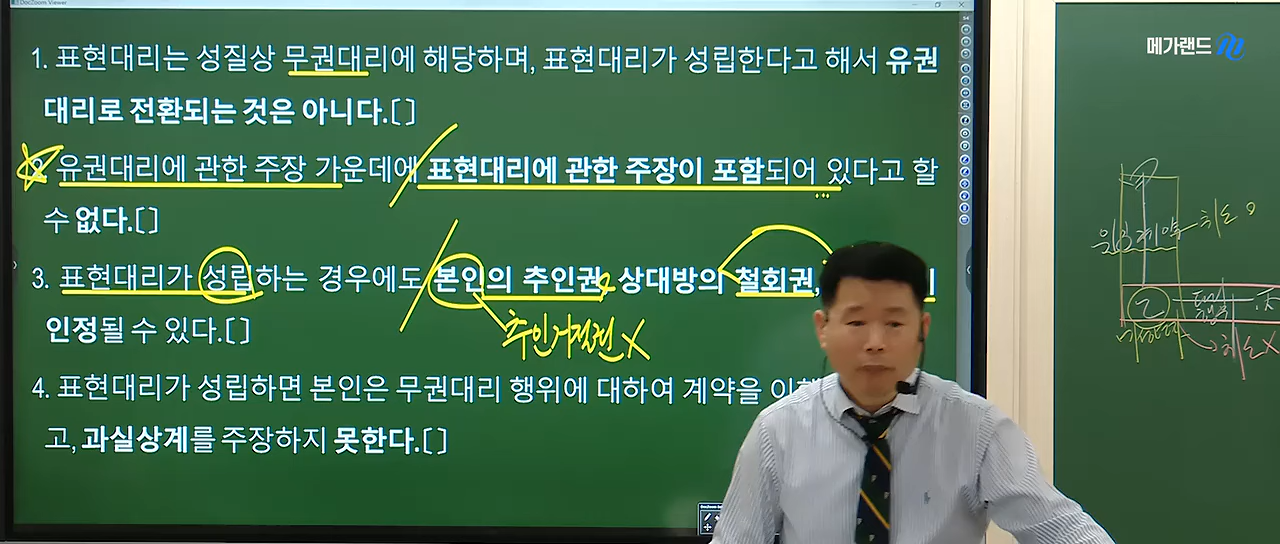 DocZoom Viewer
메가랜드
1. 표현대리는 성질상 무권대리에 해당하며, 표현대리가 성립한다고 해서 유권
대리로 전환되는 것은 아니다.[ ]
2. 유권대리에 관한 주장 가운데에 표현대리에 관한 주장이 포함되어 있다고 할
수 없다.[ ]
3. 표현대리가 성립하는 경우에도 본인의 추인권, 상대방의 철회권,
인정될 수 있다.[ ]
추인거절권 X
4. 표현대리가 성립하면 본인은 무권대리 행위에 대하여 계약을
고, 과실상계를 주장하지 못한다.[ ]
취소
乙
취소X